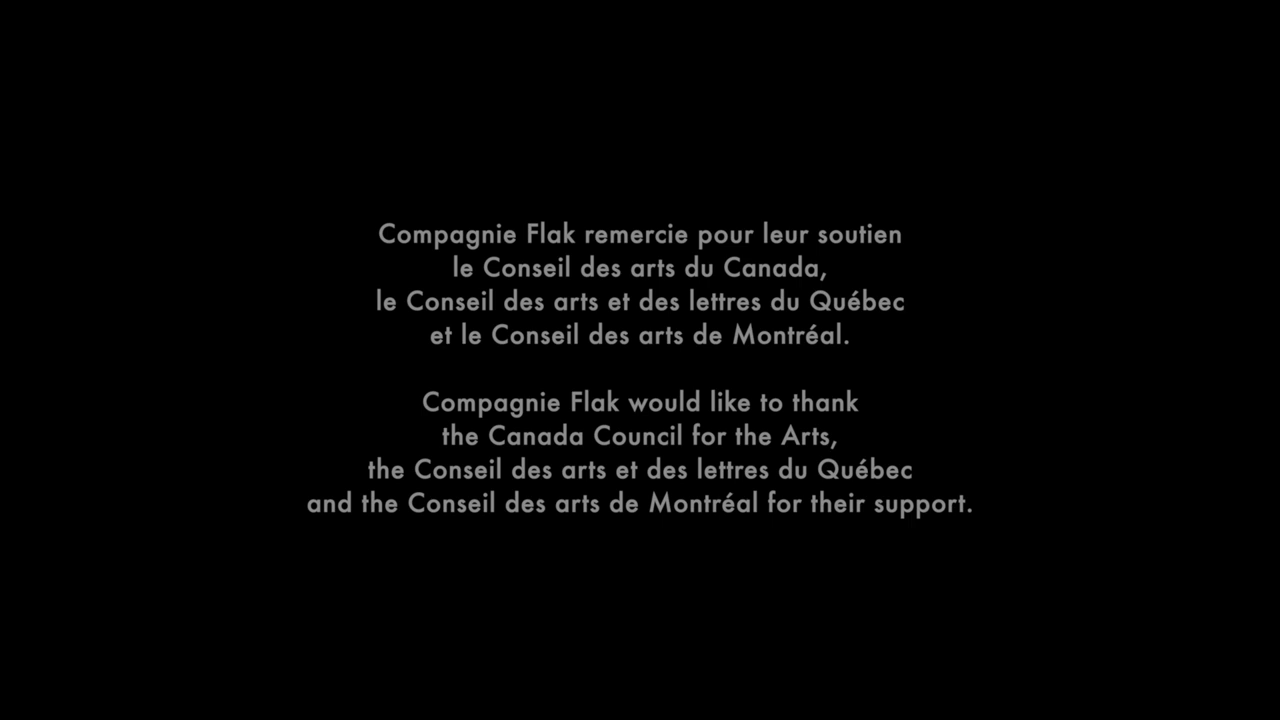 Compagnie Flak remercie pour leur soutien
le Conseil des arts du Canada,
le Conseil des arts et des lettres du Québec
et le Conseil des arts de Montréal.
Compagnie Flak would like to thank
the Canada Council for the Arts,
the Conseil des arts et des lettres du Québec
and the Conseil des arts de Montréal for their support.